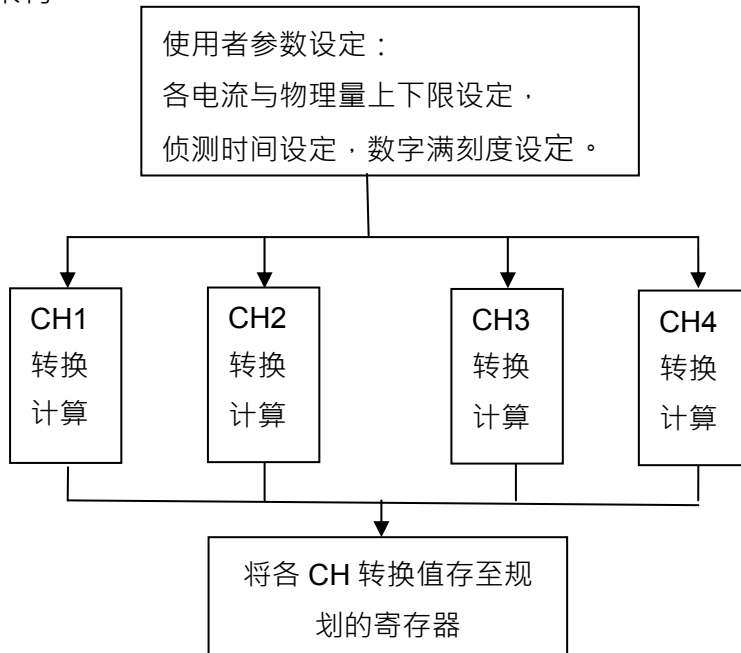 使用者参数设定：
各电流与物理量上下限设定，
侦测时间设定，数字满刻度设定。
CH1
转换
计算
CH2
转换
计算
CH3
转换
计算
CH4
转换
计算
将各 CH 转换值存至规
划的寄存器